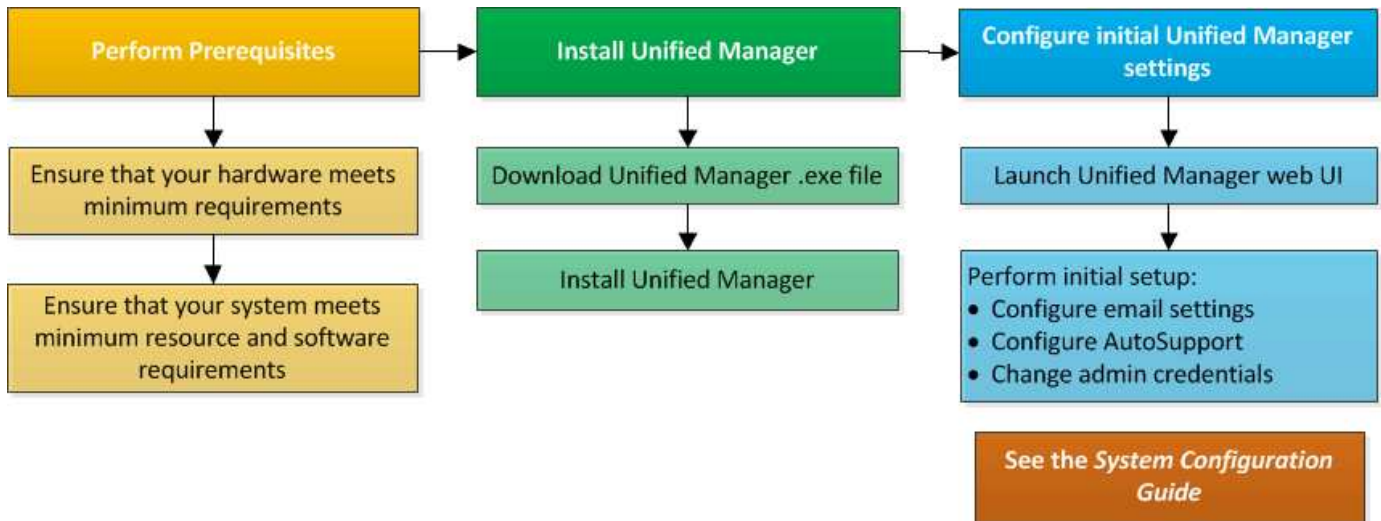 Perform Prerequisites
Ensure that your hardware meets
minimum requirements
Ensure that your system meets
minimum resource and software
requirements
Install Unified Manager
Download Unified Manager .exe file
Install Unified Manager
Configure initial Unified Manager
settings
Launch Unified Manager web UI
Perform initial setup:
• Configure email settings
• Configure AutoSupport
• Change admin credentials
See the System Configuration
Guide